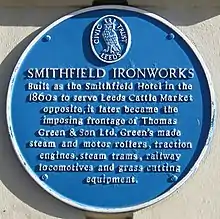 CIVIC TRUST
LEEDS
SMITHFIELD IRONWORKS
Built as the Smithfield Hotel in the
1860s to serve Leeds Cattle Market
opposite, it later became the
imposing frontage of Thomas
Green & Son Ltd. Green's made
steam and motor rollers, traction
engines, steam trams, railway
locomotives and grass cutting
equipment.